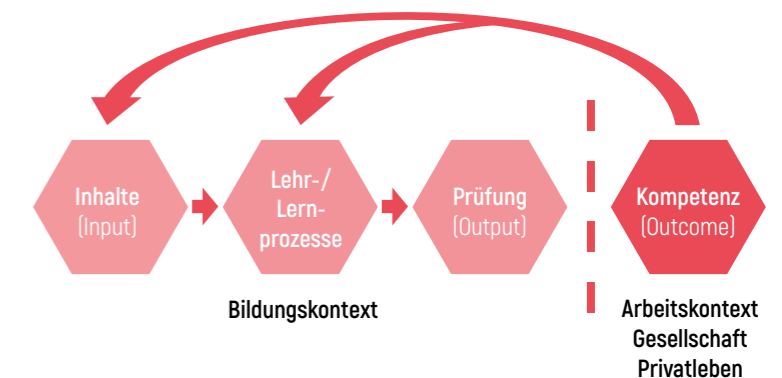 Inhalte
(Input)
Lehr-/
Lern-
prozesse
Prüfung
(Output)
Kompetenz
(Outcome)
Bildungskontext
Arbeitskontext
Gesellschaft
Privatleben